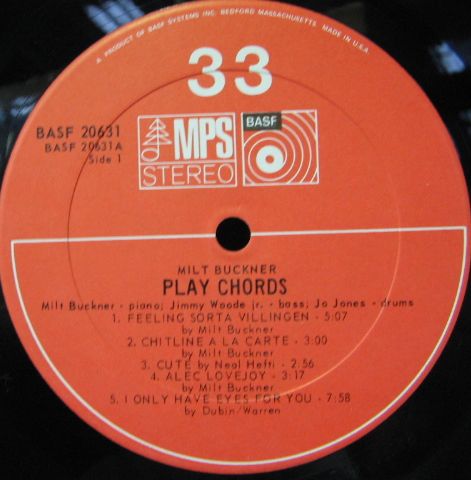 A PRODUCT OF BASF SYSTEMS INC. BEDFORD MASSACHUSETTS. MADE IN U.S.A.
33
BASF 20631
BASF 20631A
Side 1
MPS
STEREO
BASF
MILT BUCKNER
PLAY CHORDS
Milt Buckner - piano; Jimmy Woode jr. - bass; Jo Jones - drums
1. FEELING SORTA VILLINGEN - 5:07
by Milt Buckner
2. CHITLINE A LA CARTE - 3:00
by Milt Buckner
3. CUTE by Neal Hefti - 2:56
4. ALEC LOVEJOY - 3:17
by Milt Buckner
5. I ONLY HAVE EYES FOR YOU - 7:58
by Dubin/Warren